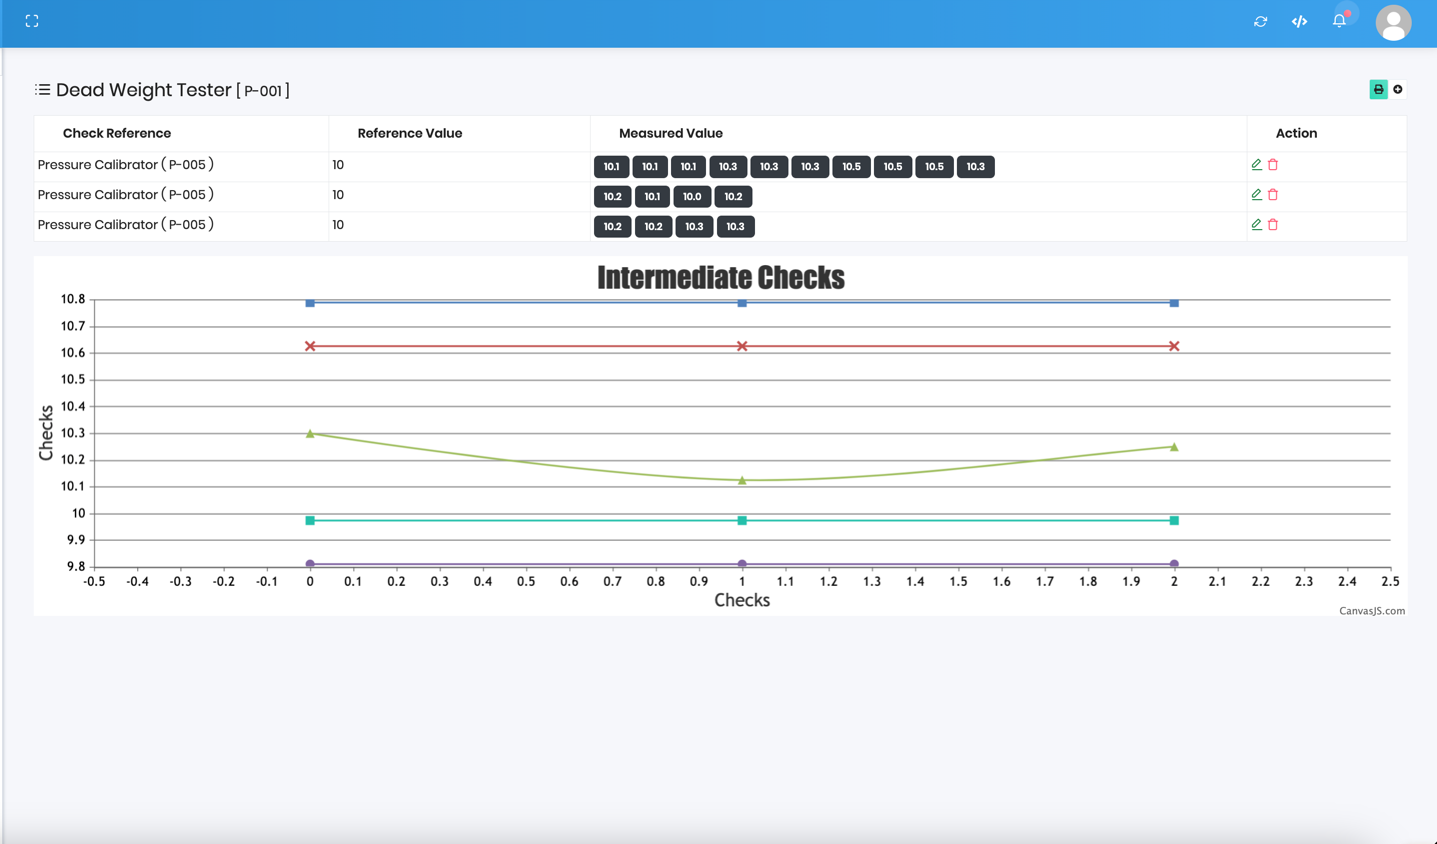 Dead Weight Tester [ P-001 ]
Check Reference Reference Value Measured Value Action
Pressure Calibrator ( P-005 ) 10 10.1 10.1 10.1 10.3 10.3 10.3 10.5 10.5 10.5 10.3
Pressure Calibrator ( P-005 ) 10 10.2 10.1 10.0 10.2
Pressure Calibrator ( P-005 ) 10 10.2 10.2 10.3 10.3
Intermediate Checks
10.8
10.7
10.6
10.5
10.4
10.3
10.2
10.1
10
9.9
9.8
Checks
-0.5 -0.4 -0.3 -0.2 -0.1 0 0.1 0.2 0.3 0.4 0.5 0.6 0.7 0.8 0.9 1 1.1 1.2 1.3 1.4 1.5 1.6 1.7 1.8 1.9 2 2.1 2.2 2.3 2.4 2.5
Checks
CanvasJS.com